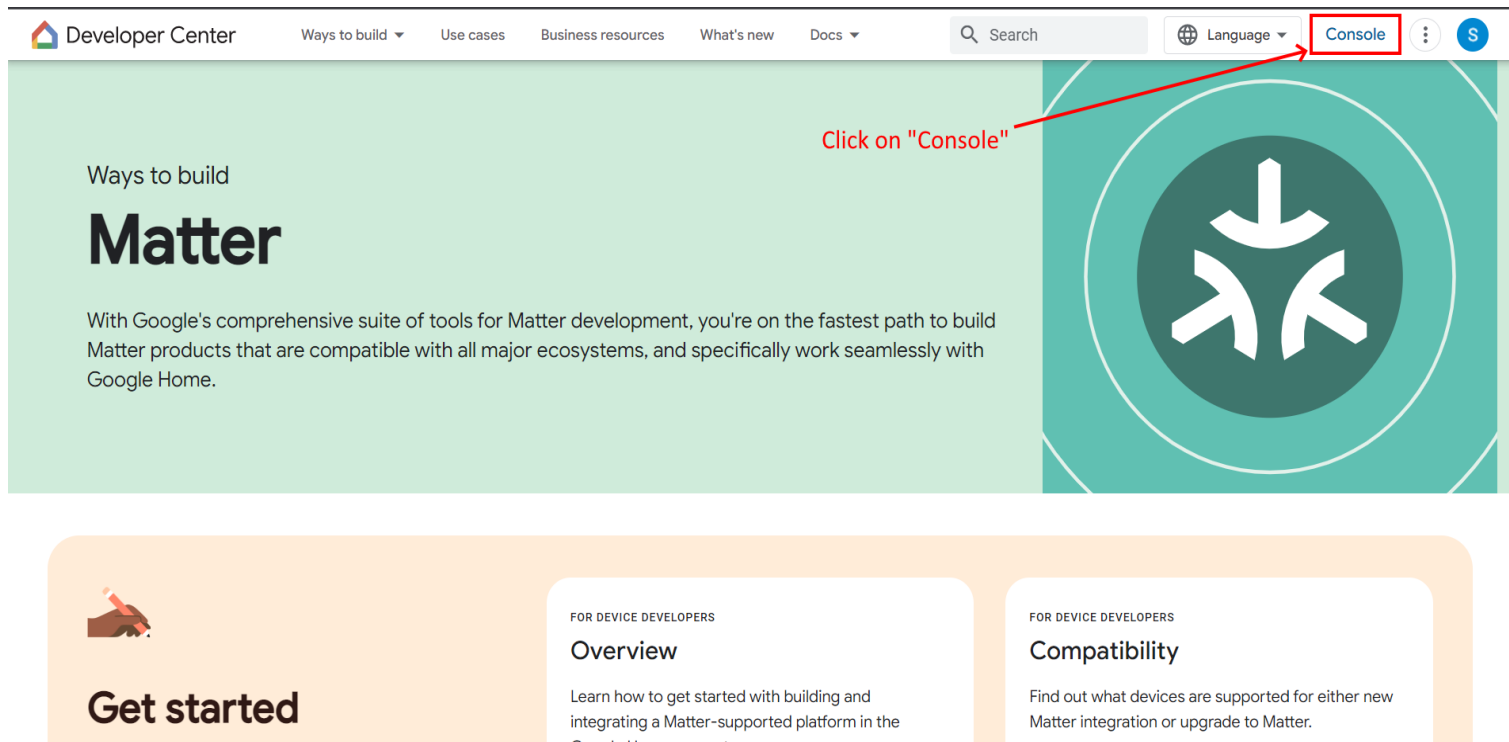 Developer Center
Ways to build
Use cases
Business resources
What's new
Docs
Search
Language
Console
S
Click on "Console"
Ways to build
Matter
With Google's comprehensive suite of tools for Matter development, you're on the fastest path to build
Matter products that are compatible with all major ecosystems, and specifically work seamlessly with
Google Home.
Get started
FOR DEVICE DEVELOPERS
Overview
Learn how to get started with building and
integrating a Matter-supported platform in the
FOR DEVICE DEVELOPERS
Compatibility
Find out what devices are supported for either new
Matter integration or upgrade to Matter.